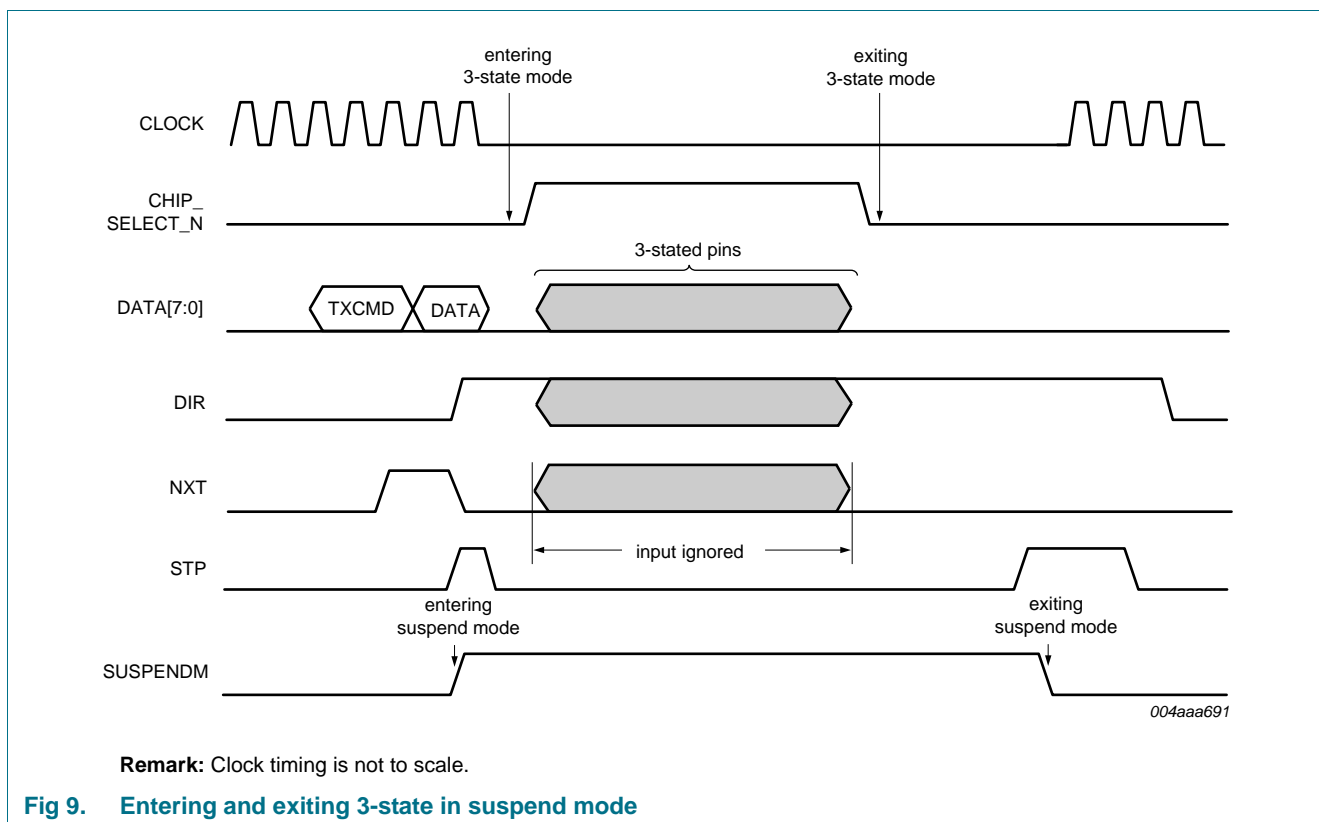 entering
3-state mode
exiting
3-state mode
CLOCK
CHIP_
SELECT_N
3-stated pins
DATA[7:0]
TXCMD
DATA
DIR
NXT
input ignored
STP
entering
suspend mode
exiting
suspend mode
SUSPENDM
004aaa691
Remark: Clock timing is not to scale.
Fig 9. Entering and exiting 3-state in suspend mode